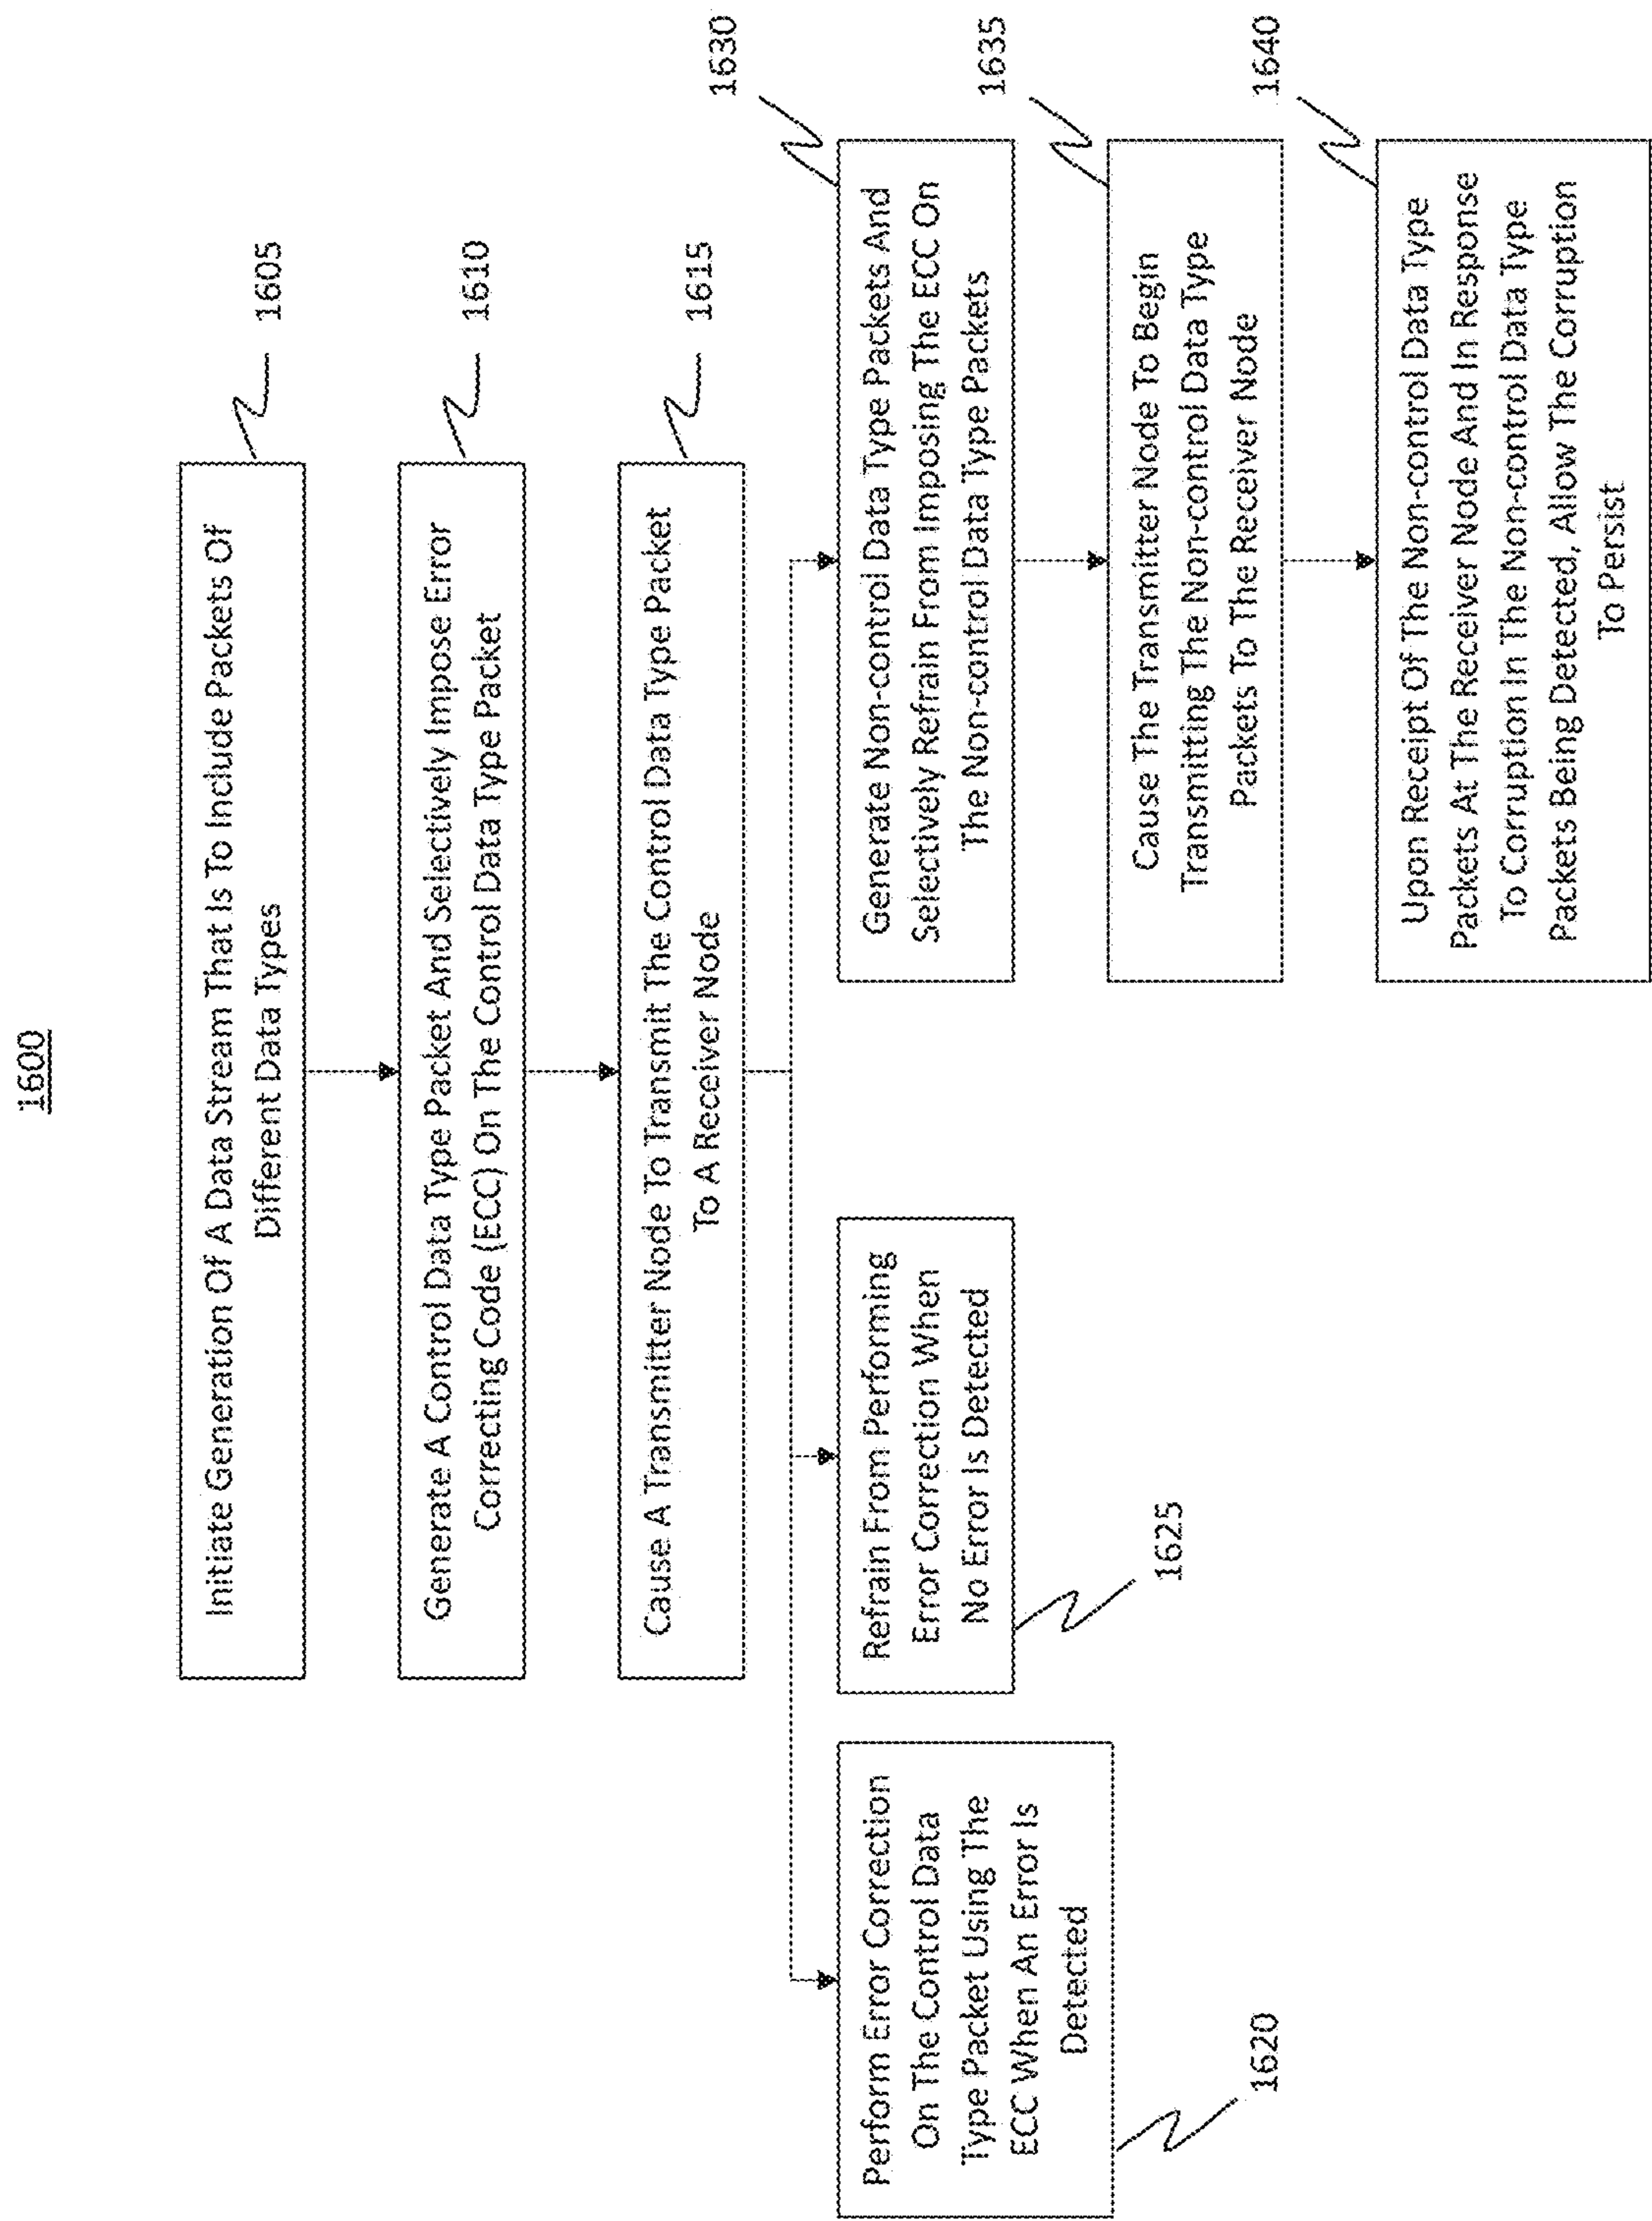 1600
Initiate Generation Of A Data Stream That Is To Include Packets Of
Different Data Types
1605
Generate A Control Data Type Packet And Selectively Impose Error
Correcting Code (ECC) On The Control Data Type Packet
1610
Cause A Transmitter Node To Transmit The Control Data Type Packet
To A Receiver Node
1615
Perform Error Correction
On The Control Data
Type Packet Using The
ECC When An Error Is
Detected
1620
Refrain From Performing
Error Correction When
No Error Is Detected
1625
Generate Non-control Data Type Packets And
Selectively Refrain From Imposing The ECC On
The Non-control Data Type Packets
1630
Cause The Transmitter Node To Begin
Transmitting The Non-control Data Type
Packets To The Receiver Node
1635
Upon Receipt Of The Non-control Data Type
Packets At The Receiver Node And In Response
To Corruption In The Non-control Data Type
Packets Being Detected, Allow The Corruption
To Persist
1640